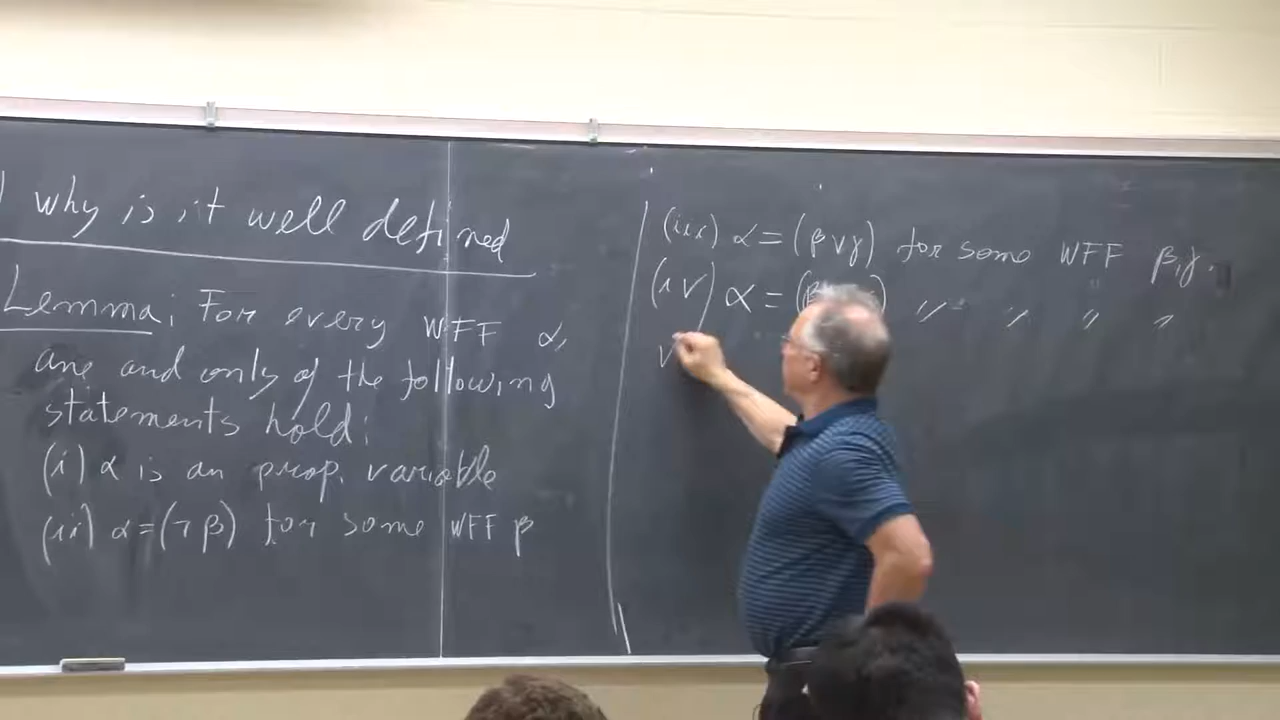 why is it well defined
Lemma: For every WFF α,
one and only of the following
statements hold:
(i) α is an prop. variable
(ii) α=(¬β) for some WFF β
(iii) α=(β∨γ) for some WFF β,γ.
(iv) α=(β " " " "
v